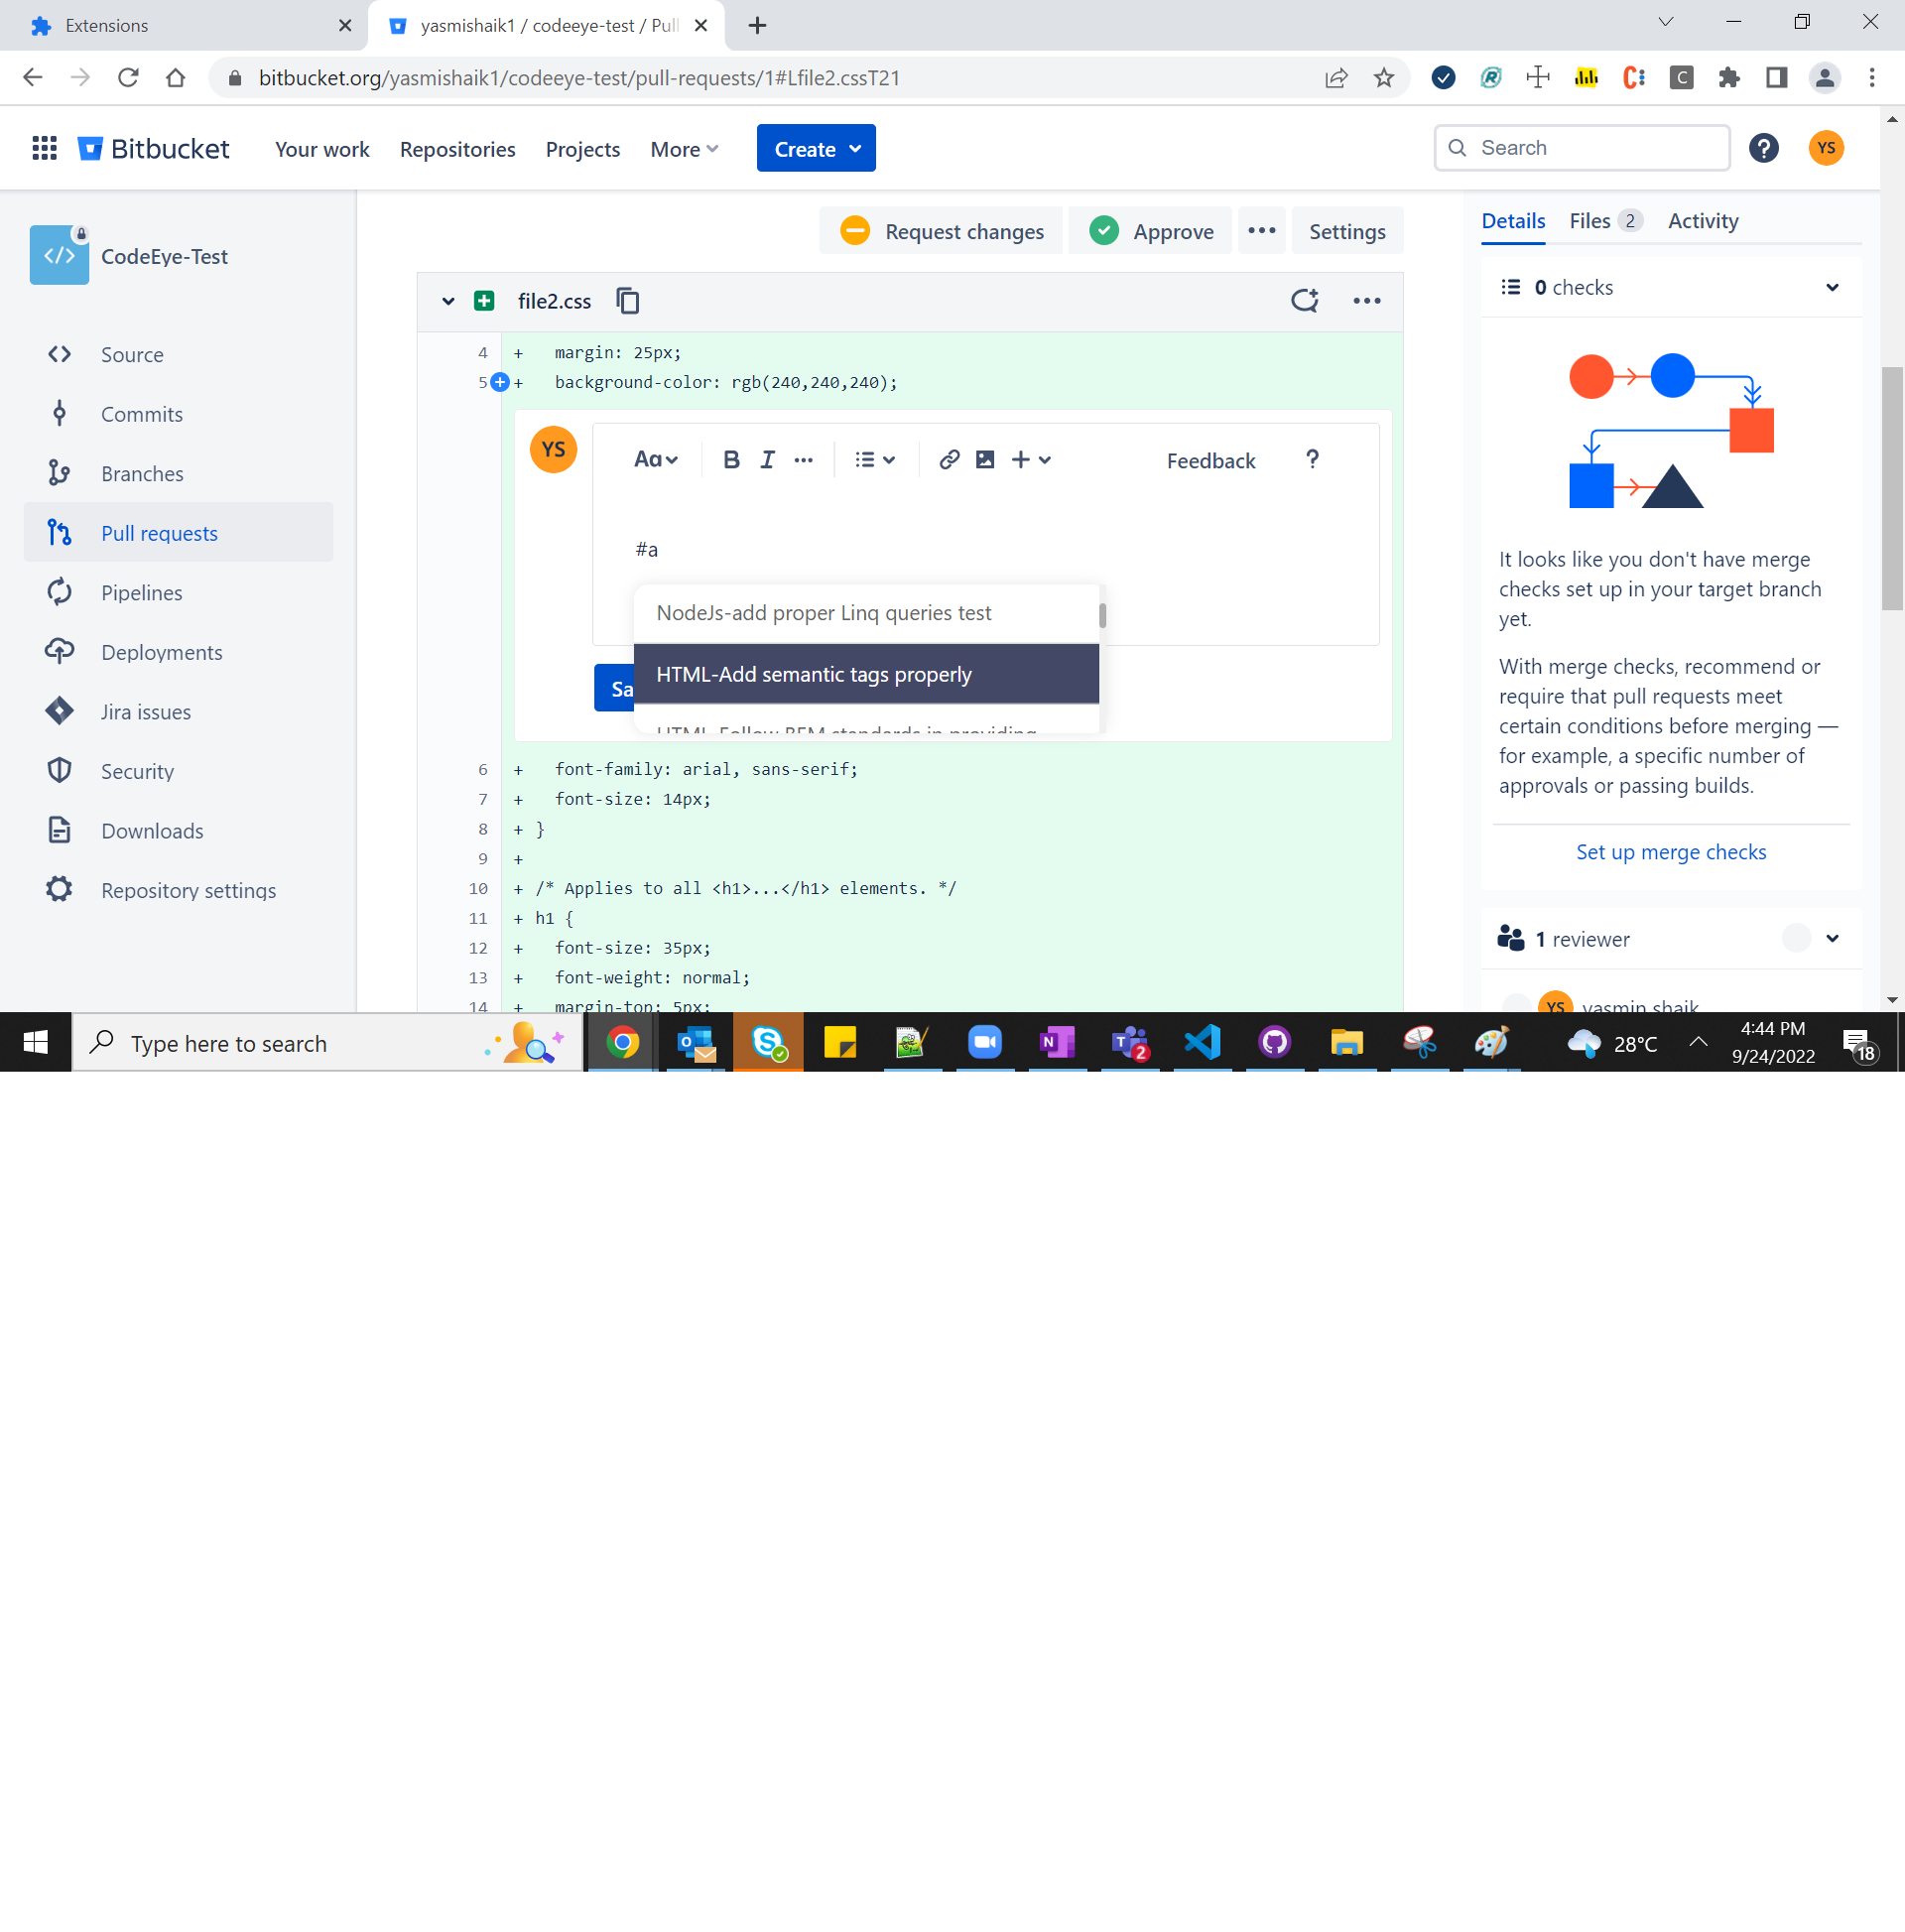 Extensions
yasmishaik1 / codeeye-test / Pull
bitbucket.org/yasmishaik1/codeeye-test/pull-requests/1#Lfile2.cssT21
Bitbucket
Your work
Repositories
Projects
More
Create
Search
YS
CodeEye-Test
Source
Commits
Branches
Pull requests
Pipelines
Deployments
Jira issues
Security
Downloads
Repository settings
Request changes
Approve
Settings
file2.css
4 + margin: 25px;
5 + background-color: rgb(240,240,240);
YS
Aa
B I
Feedback
?
#a
NodeJs-add proper Linq queries test
HTML-Add semantic tags properly
HTML-Follow BEM standards in providing
Sa
6 + font-family: arial, sans-serif;
7 + font-size: 14px;
8 + }
9 +
10 + /* Applies to all <h1>...</h1> elements. */
11 + h1 {
12 + font-size: 35px;
13 + font-weight: normal;
14 + margin-top: 5px;
Details
Files 2
Activity
0 checks
It looks like you don't have merge
checks set up in your target branch
yet.
With merge checks, recommend or
require that pull requests meet
certain conditions before merging —
for example, a specific number of
approvals or passing builds.
Set up merge checks
1 reviewer
YS yasmin shaik
Type here to search
28°C
4:44 PM
9/24/2022
18